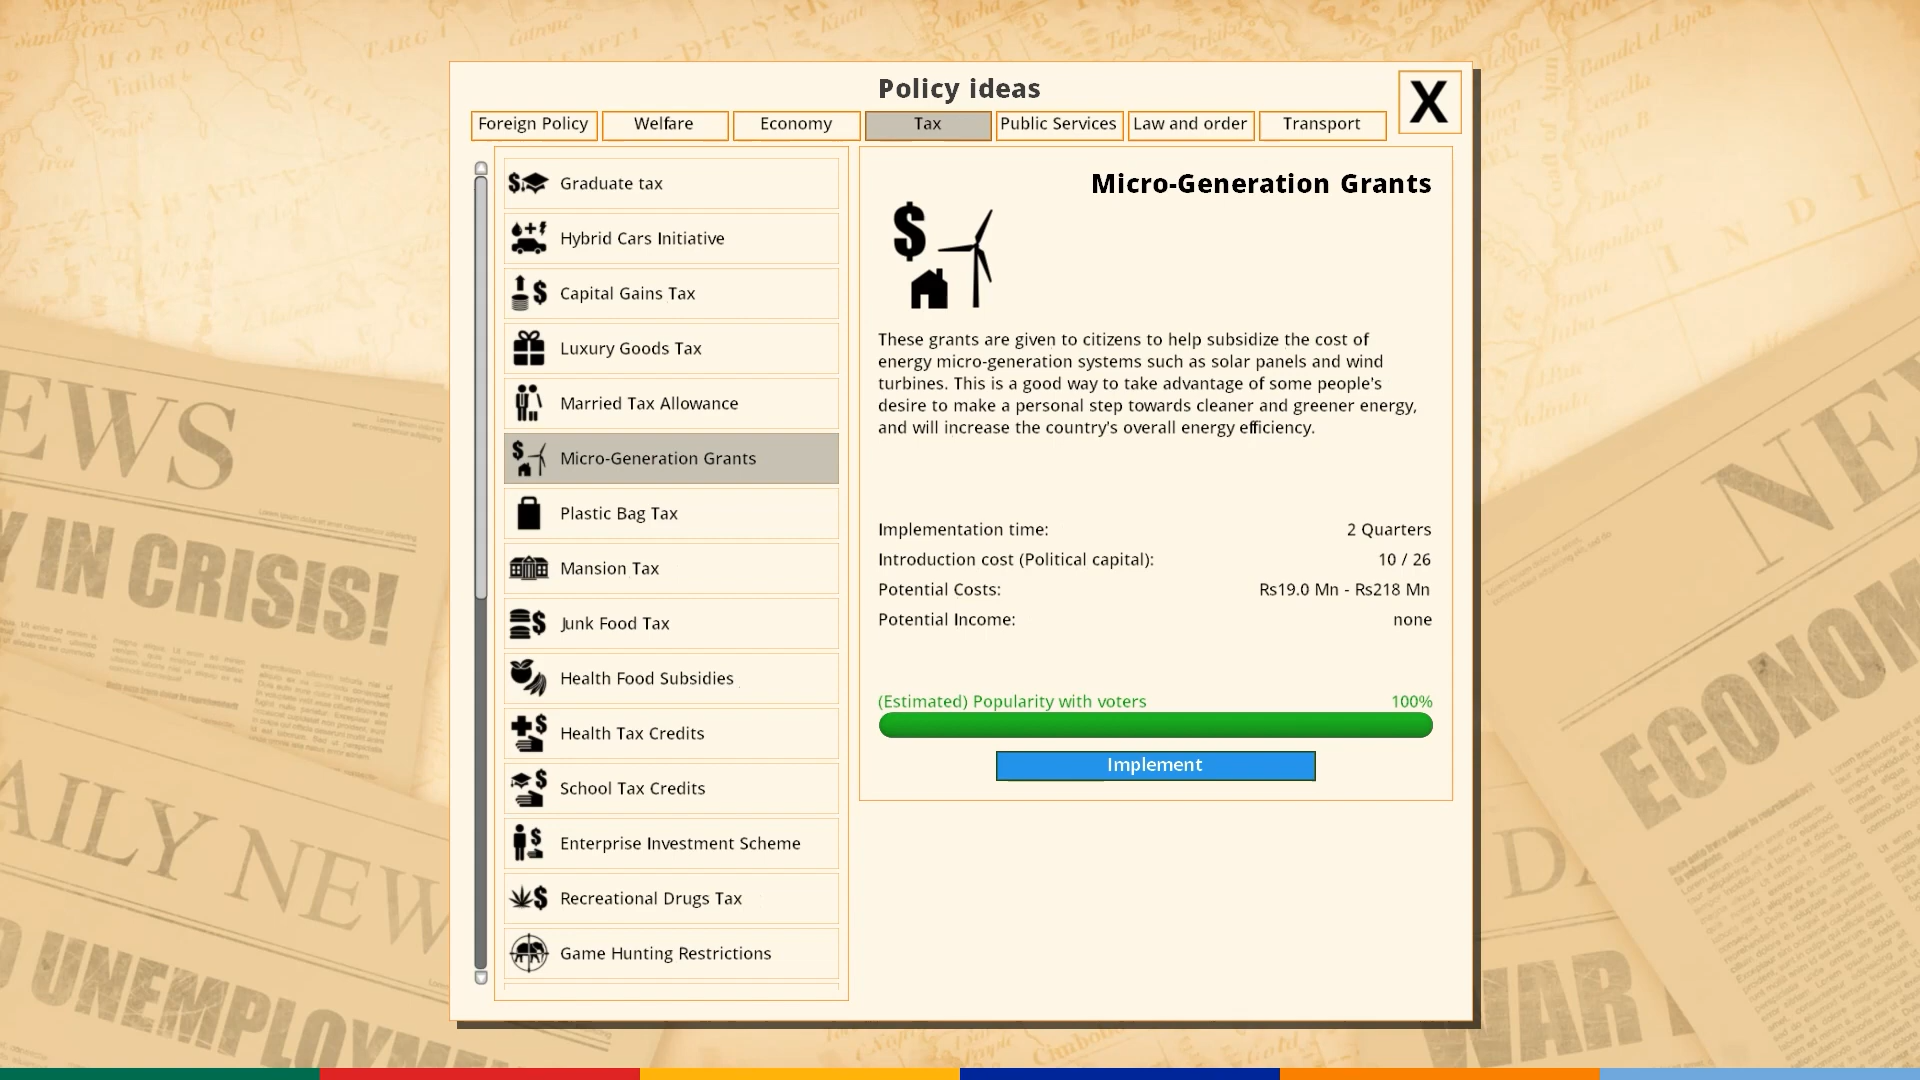 Policy ideas
X
Foreign Policy
Welfare
Economy
Tax
Public Services
Law and order
Transport
Graduate tax
Hybrid Cars Initiative
Capital Gains Tax
Luxury Goods Tax
Married Tax Allowance
Micro-Generation Grants
Plastic Bag Tax
Mansion Tax
Junk Food Tax
Health Food Subsidies
Health Tax Credits
School Tax Credits
Enterprise Investment Scheme
Recreational Drugs Tax
Game Hunting Restrictions
Micro-Generation Grants
These grants are given to citizens to help subsidize the cost of
energy micro-generation systems such as solar panels and wind
turbines. This is a good way to take advantage of some people's
desire to make a personal step towards cleaner and greener energy,
and will increase the country's overall energy efficiency.
Implementation time: 2 Quarters
Introduction cost (Political capital): 10 / 26
Potential Costs: Rs19.0 Mn - Rs218 Mn
Potential Income: none
(Estimated) Popularity with voters 100%
Implement
EWS
Y IN CRISIS!
AILY NEW
UNEMPLOYM
NE
ECONOM
WAR